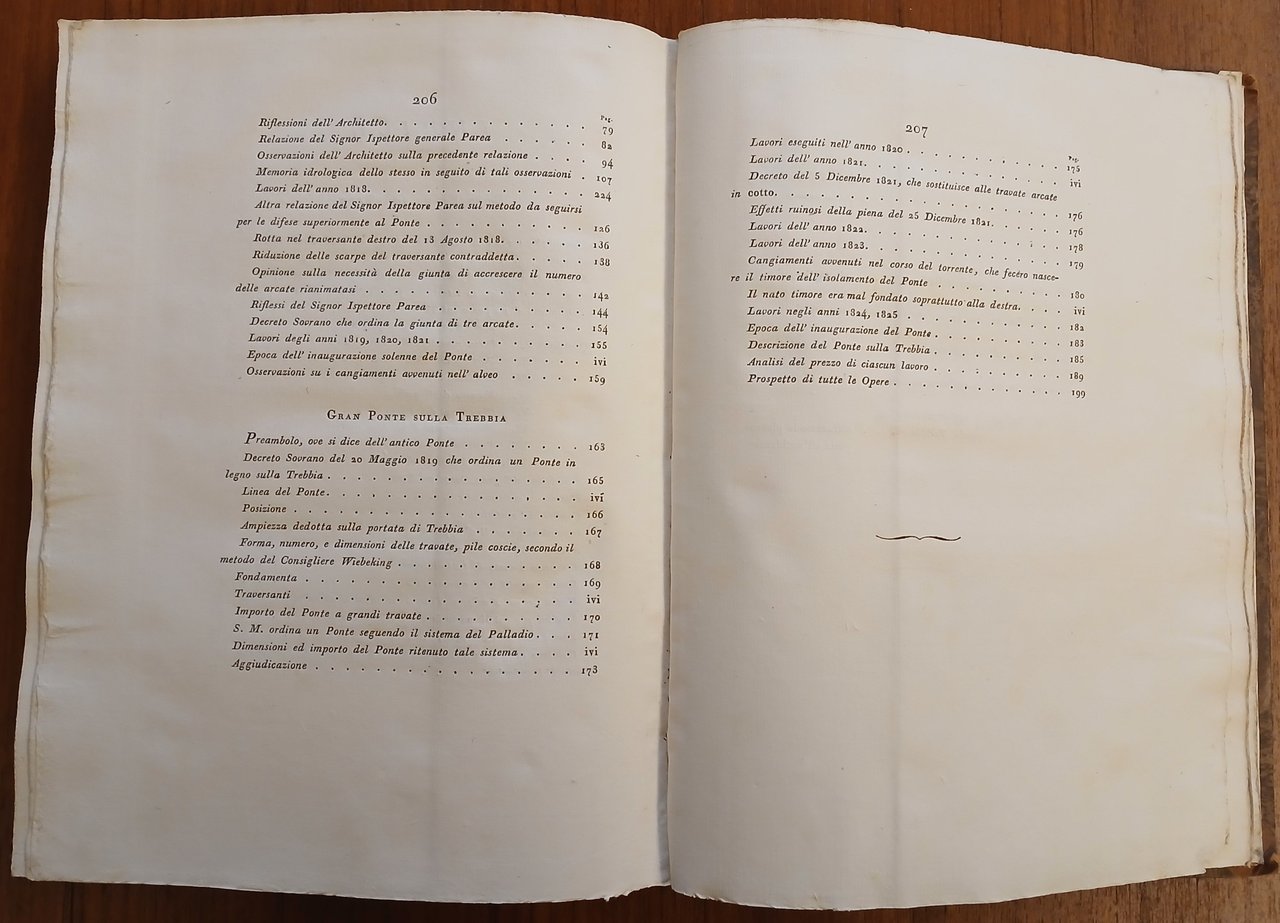 206
Pag.
Riflessioni dell' Architetto. . . . . . . . . . . . 79
Relazione del Signor Ispettore generale Parea . . . . . 82
Osservazioni dell' Architetto sulla precedente relazione . . . . 94
Memoria idrologica dello stesso in seguito di tali osservazioni . 107
Lavori dell' anno 1818. . . . . . . . . . . . . 224
Altra relazione del Signor Ispettore Parea sul metodo da seguirsi
per le difese superiormente al Ponte . . . . . . . . . 126
Rotta nel traversante destro del 13 Agosto 1818. . . . . 136
Riduzione delle scarpe del traversante contraddetta. . . . . 138
Opinione sulla necessità della giunta di accrescere il numero
delle arcate rianimatasi . . . . . . . . . . . . 142
Riflessi del Signor Ispettore Parea . . . . . . . . . 144
Decreto Sovrano che ordina la giunta di tre arcate. . . . . 154
Lavori degli anni 1819, 1820, 1821 . . . . . . . . . 155
Epoca dell' inaugurazione solenne del Ponte . . . . . . ivi
Osservazioni su i cangiamenti avvenuti nell' alveo . . . . . 159
Gran Ponte sulla Trebbia
Preambolo, ove si dice dell' antico Ponte . . . . . . . . 163
Decreto Sovrano del 20 Maggio 1819 che ordina un Ponte in
legno sulla Trebbia . . . . . . . . . . . . . . 165
Linea del Ponte. . . . . . . . . . . . . . . ivi
Posizione . . . . . . . . . . . . . . . . 166
Ampiezza dedotta sulla portata di Trebbia . . . . . . 167
Forma, numero, e dimensioni delle travate, pile coscie, secondo il
metodo del Consigliere Wiebeking . . . . . . . . . . 168
Fondamenta . . . . . . . . . . . . . . . 169
Traversanti . . . . . . . . . . . . . . . ivi
Importo del Ponte a grandi travate . . . . . . . . . 170
S. M. ordina un Ponte seguendo il sistema del Palladio . . . 171
Dimensioni ed importo del Ponte ritenuto tale sistema. . . . . ivi
Aggiudicazione . . . . . . . . . . . . . . . 173
207
Pag.
Lavori eseguiti nell' anno 1820 . . . . . . . . . 175
Lavori dell' anno 1821. . . . . . . . . . . . ivi
Decreto del 5 Dicembre 1821, che sostituisce alle travate arcate
in cotto. . . . . . . . . . . . . . . . 176
Effetti ruinosi della piena del 25 Dicembre 1821. . . . . 176
Lavori dell' anno 1822. . . . . . . . . . . . 178
Lavori dell' anno 1823. . . . . . . . . . . . 179
Cangiamenti avvenuti nel corso del torrente, che fecero nasce-
re il timore dell' isolamento del Ponte . . . . . . . . 180
Il nato timore era mal fondato soprattutto alla destra. . . . ivi
Lavori negli anni 1824, 1825 . . . . . . . . . . 182
Epoca dell' inaugurazione del Ponte. . . . . . . . . 183
Descrizione del Ponte sulla Trebbia . . . . . . . . . 185
Analisi del prezzo di ciascun lavoro . . . . . . . . . 189
Prospetto di tutte le Opere . . . . . . . . . . . 199